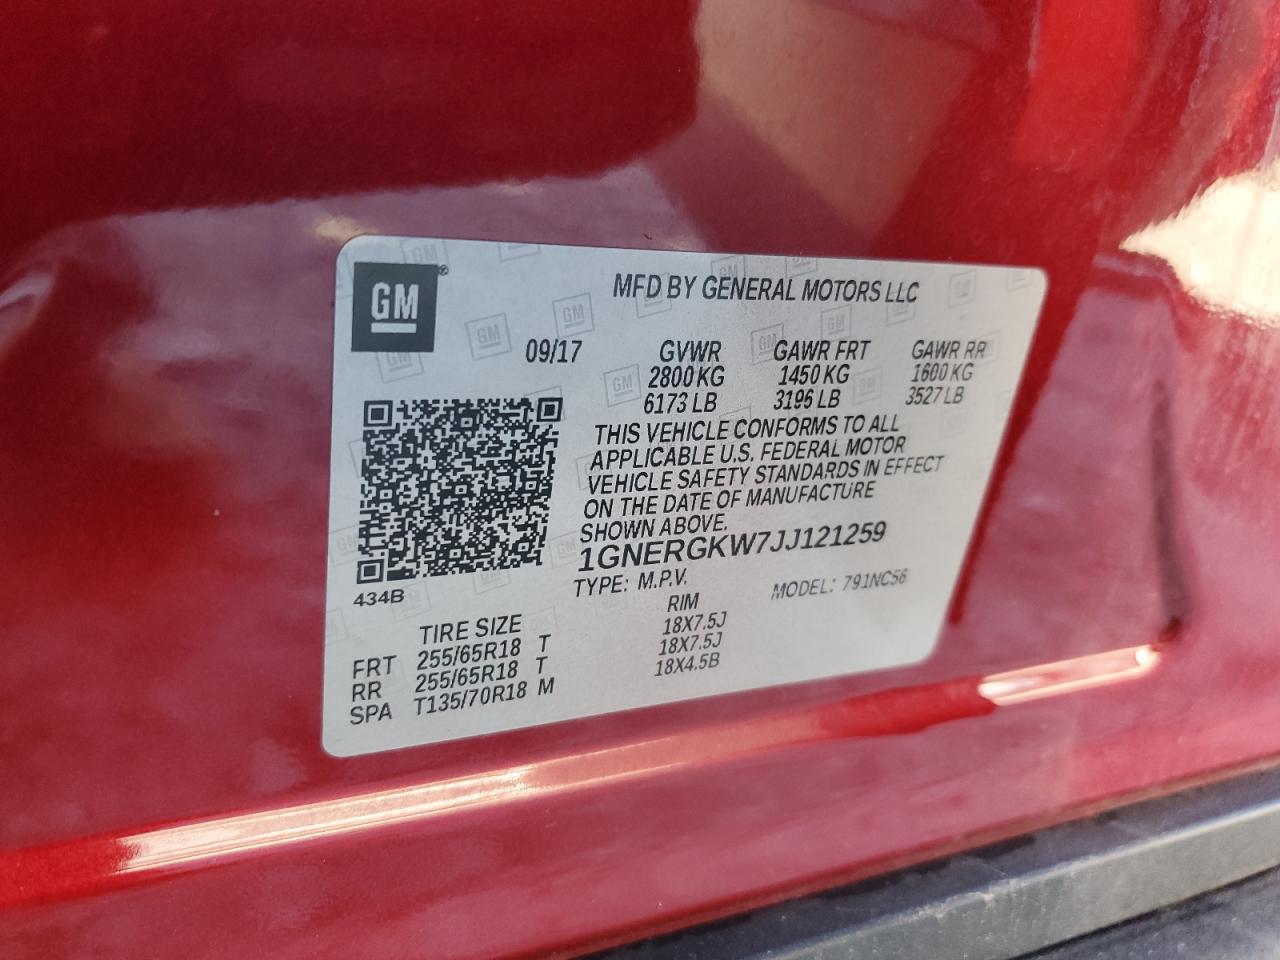 GM
MFD BY GENERAL MOTORS LLC
09/17 GVWR GAWR FRT GAWR RR
2800 KG 1450 KG 1600 KG
6173 LB 3196 LB 3527 LB
THIS VEHICLE CONFORMS TO ALL
APPLICABLE U.S. FEDERAL MOTOR
VEHICLE SAFETY STANDARDS IN EFFECT
ON THE DATE OF MANUFACTURE
SHOWN ABOVE.
1GNERGKW7JJ121259
TYPE: M.P.V. MODEL: 791NC56
434B
TIRE SIZE RIM
FRT 255/65R18 T 18X7.5J
RR 255/65R18 T 18X7.5J
SPA T135/70R18 M 18X4.5B